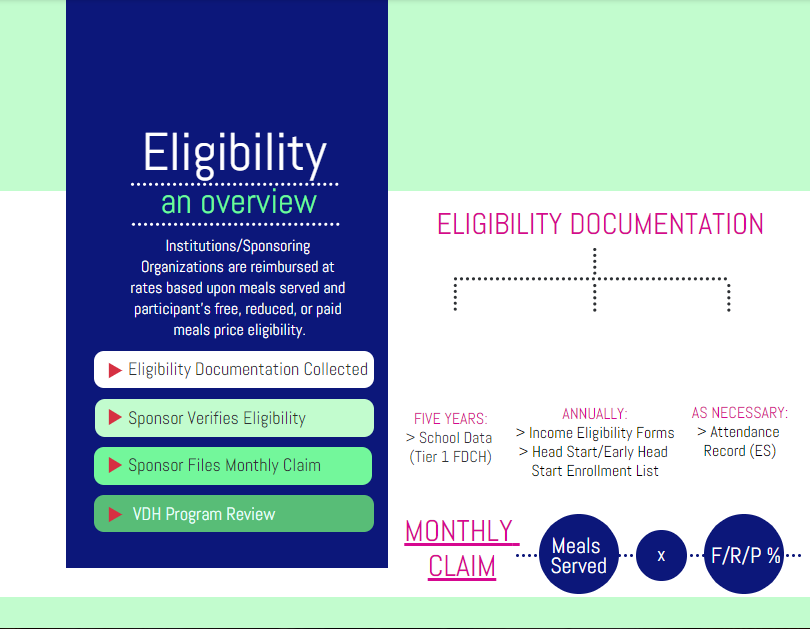 Eligibility
an overview
Institutions/Sponsoring
Organizations are reimbursed at
rates based upon meals served and
participant's free, reduced, or paid
meals price eligibility.
Eligibility Documentation Collected
Sponsor Verifies Eligibility
Sponsor Files Monthly Claim
VDH Program Review
ELIGIBILITY DOCUMENTATION
FIVE YEARS:
> School Data
(Tier 1 FDCH)
ANNUALLY:
> Income Eligibility Forms
> Head Start/Early Head
Start Enrollment List
AS NECESSARY:
> Attendance
Record (ES)
MONTHLY
CLAIM
Meals
Served
x
F/R/P %